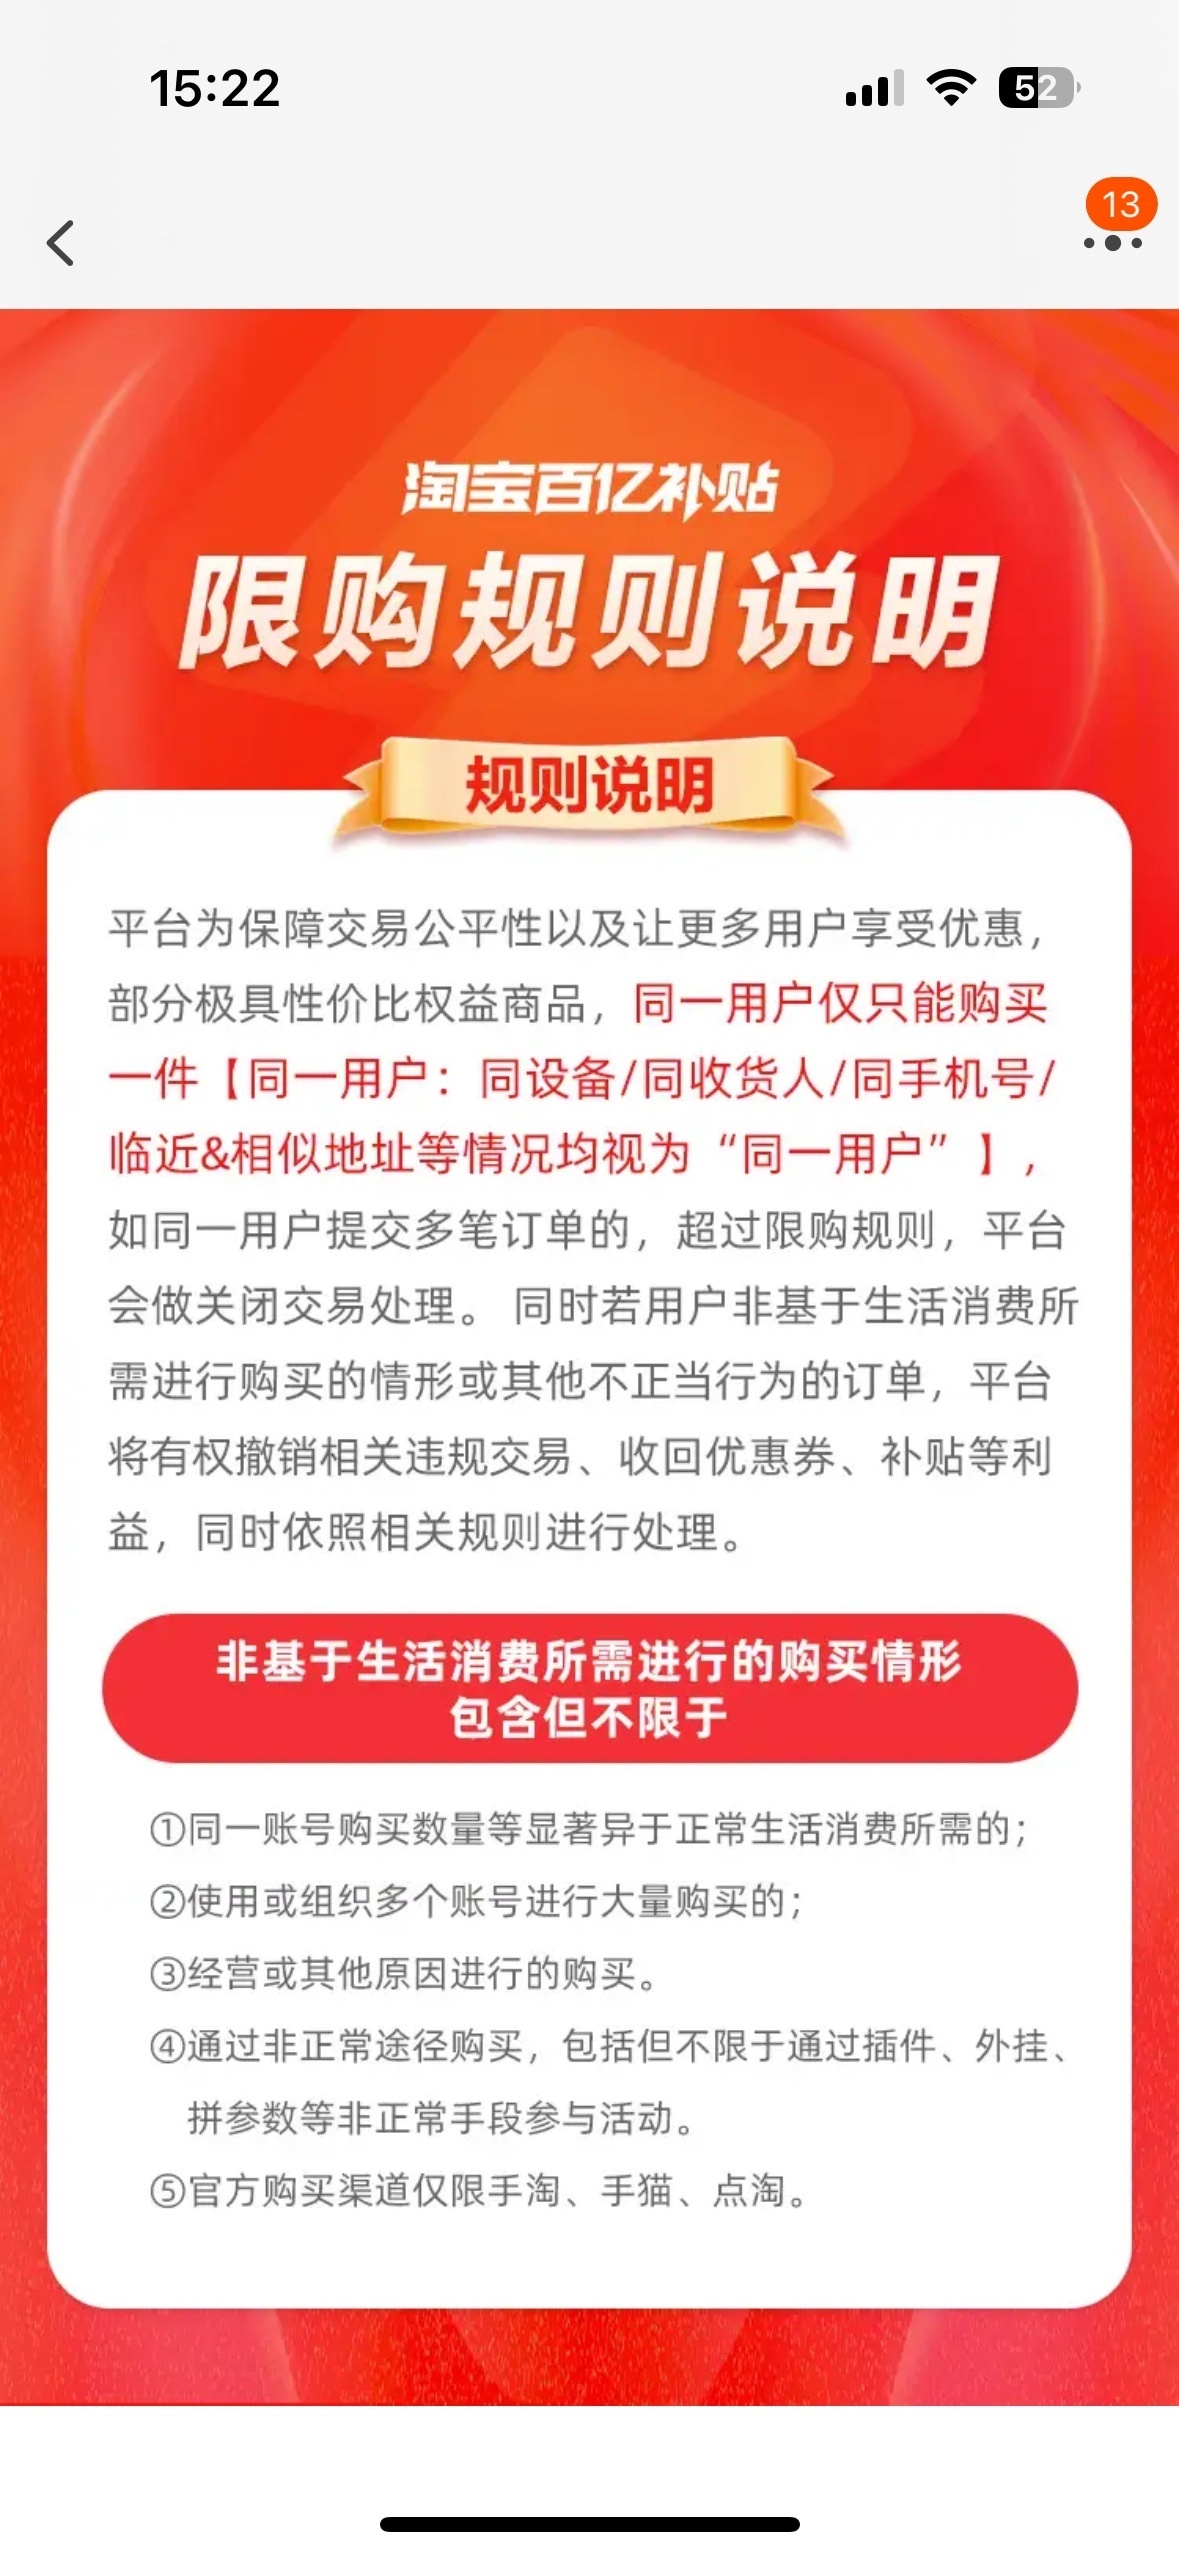 15:22
52
13
淘宝百亿补贴
限购规则说明
规则说明
平台为保障交易公平性以及让更多用户享受优惠，
部分极具性价比权益商品，同一用户仅只能购买
一件【同一用户：同设备/同收货人/同手机号/
临近&相似地址等情况均视为“同一用户”】，
如同一用户提交多笔订单的，超过限购规则，平台
会做关闭交易处理。同时若用户非基于生活消费所
需进行购买的情形或其他不正当行为的订单，平台
将有权撤销相关违规交易、收回优惠券、补贴等利
益，同时依照相关规则进行处理。
非基于生活消费所需进行的购买情形
包含但不限于
①同一账号购买数量等显著异于正常生活消费所需的；
②使用或组织多个账号进行大量购买的；
③经营或其他原因进行的购买。
④通过非正常途径购买，包括但不限于通过插件、外挂、
拼参数等非正常手段参与活动。
⑤官方购买渠道仅限手淘、手猫、点淘。